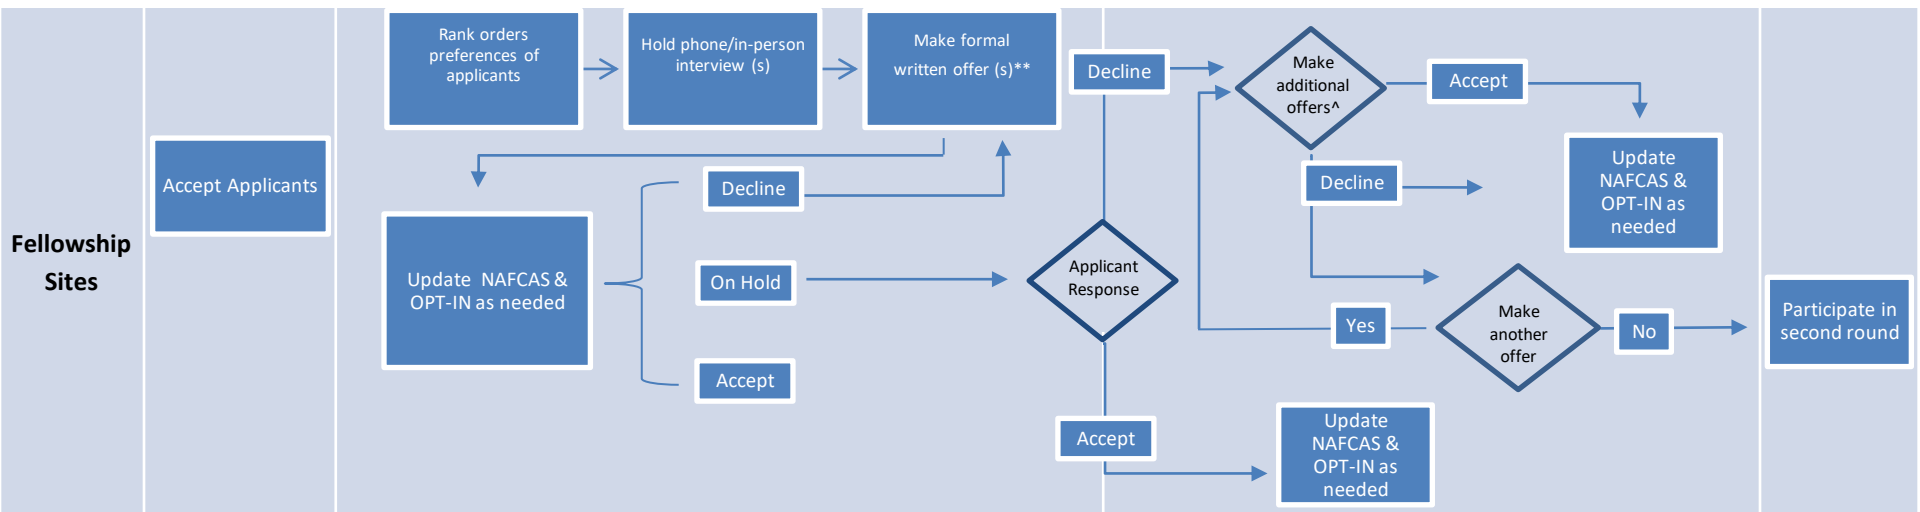 Fellowship
Sites
Accept Applicants
Rank orders
preferences of
applicants
Hold phone/in-person
interview (s)
Make formal
written offer (s)**
Update NAFCAS &
OPT-IN as needed
Decline
On Hold
Accept
Applicant
Response
Decline
Accept
Update
NAFCAS &
OPT-IN as
needed
Make
additional
offers^
Accept
Update
NAFCAS &
OPT-IN as
needed
Decline
Make
another
offer
Yes
No
Participate in
second round